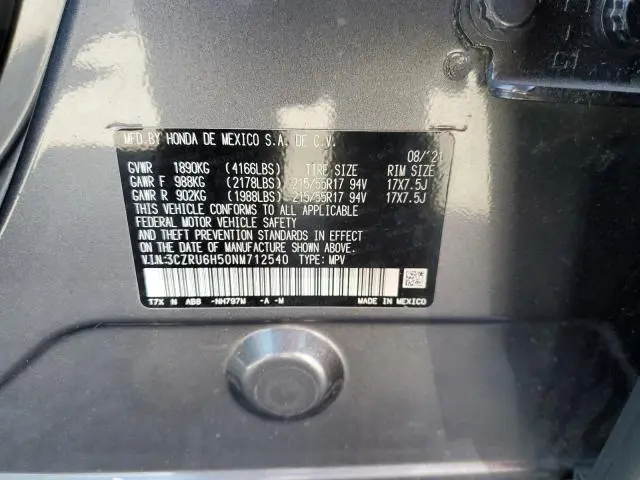 MFD.BY HONDA DE MEXICO S.A. DE C.V.
08/'21
GVWR 1890KG (4166LBS) TIRE SIZE RIM SIZE
GAWR F 988KG (2178LBS) 215/55R17 94V 17X7.5J
GAWR R 902KG (1988LBS) 215/55R17 94V 17X7.5J
THIS VEHICLE CONFORMS TO ALL APPLICABLE
FEDERAL MOTOR VEHICLE SAFETY
AND THEFT PREVENTION STANDARDS IN EFFECT
ON THE DATE OF MANUFACTURE SHOWN ABOVE.
V.I.N.:3CZRU6H50NM712540 TYPE: MPV
T7X N ABB -NH797M -A -M MADE IN MEXICO